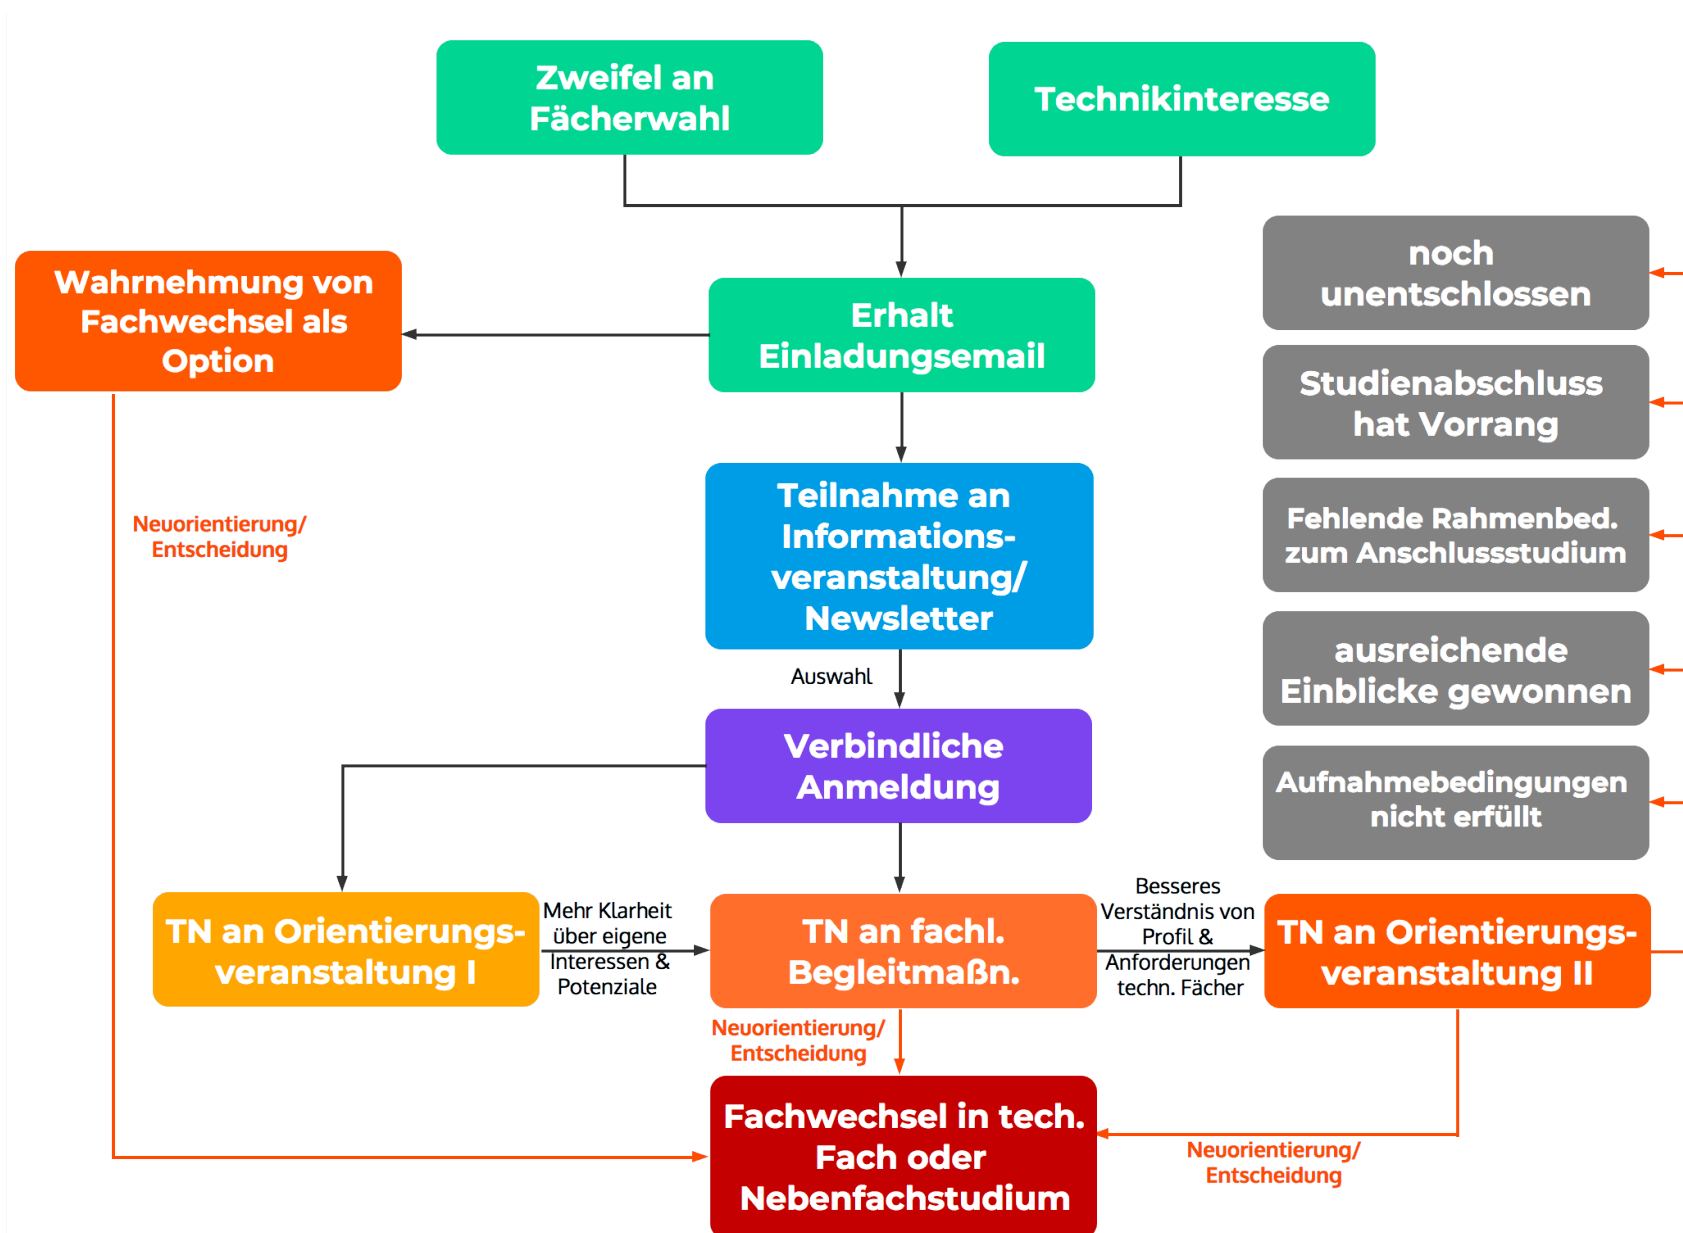 Zweifel an
Fächerwahl
Technikinteresse
Wahrnehmung von
Fachwechsel als
Option
Erhalt
Einladungsemail
noch
unentschlossen
Studienabschluss
hat Vorrang
Teilnahme an
Informations-
veranstaltung/
Newsletter
Neuorientierung/
Entscheidung
Fehlende Rahmenbed.
zum Anschlussstudium
ausreichende
Einblicke gewonnen
Auswahl
Verbindliche
Anmeldung
Aufnahmebedingungen
nicht erfüllt
TN an Orientierungs-
veranstaltung I
Mehr Klarheit
über eigene
Interessen &
Potenziale
TN an fachl.
Begleitmaßn.
Besseres
Verständnis von
Profil &
Anforderungen
techn. Fächer
TN an Orientierungs-
veranstaltung II
Neuorientierung/
Entscheidung
Fachwechsel in tech.
Fach oder
Nebenfachstudium
Neuorientierung/
Entscheidung